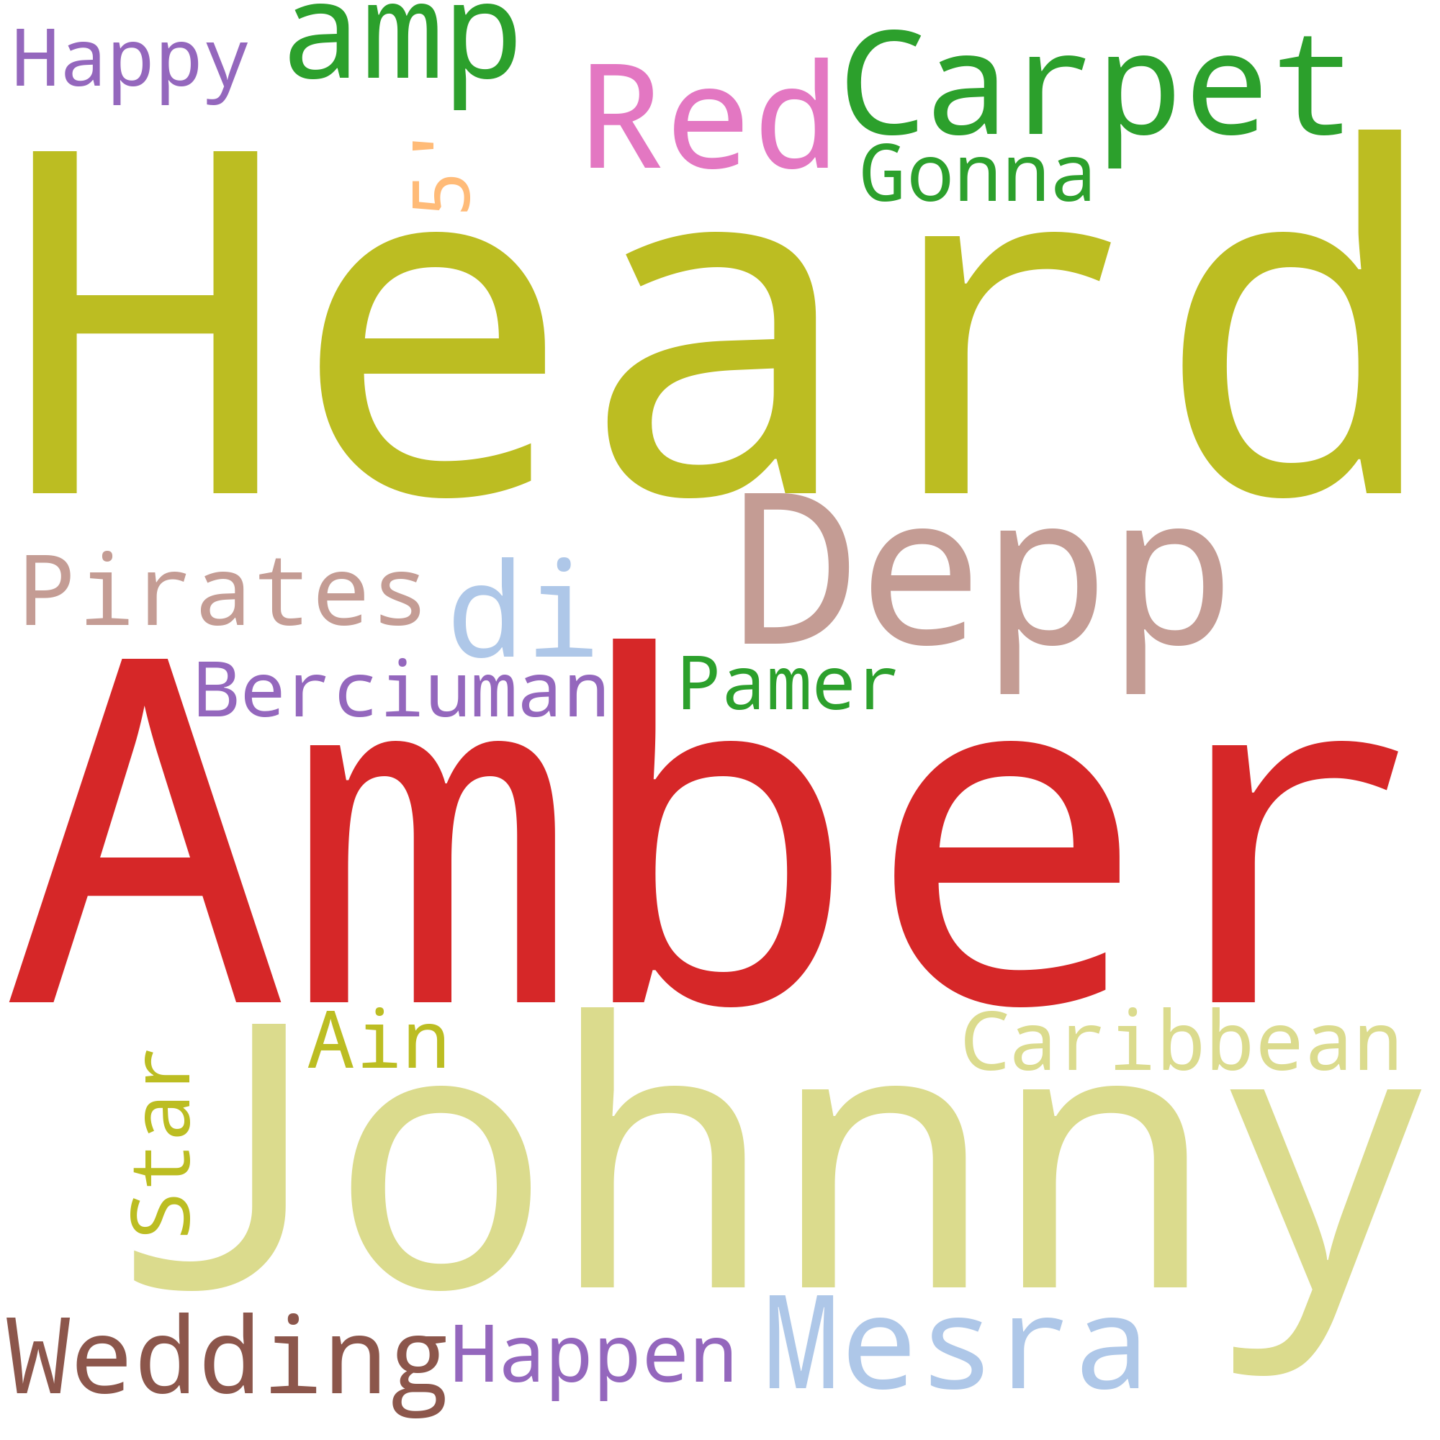 Happy
amp
Red
Carpet
5'
Gonna
Heard
Depp
Pirates
di
Berciuman
Pamer
Amber
Ain
Caribbean
Star
Johnny
Wedding
Happen
Mesra